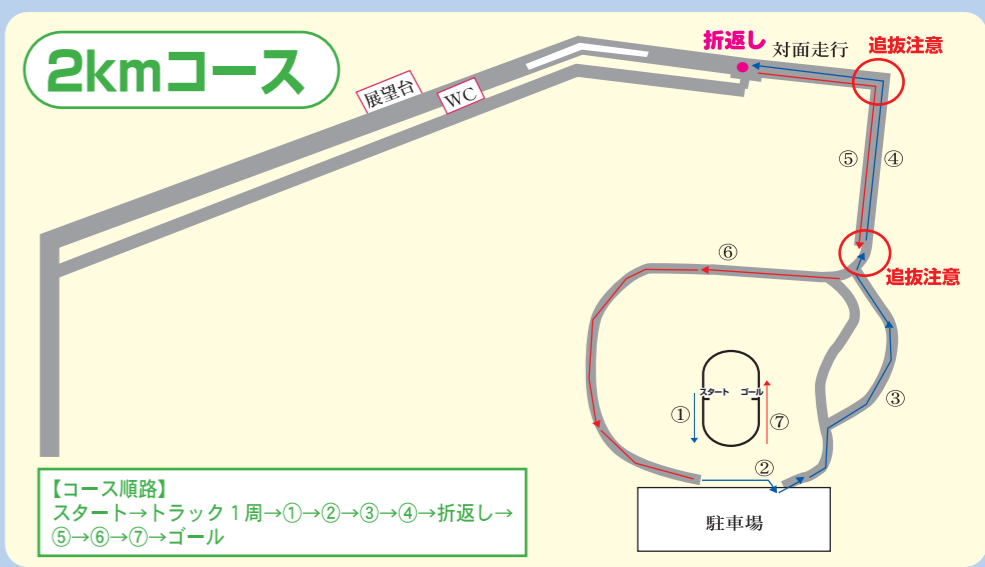 2kmコース
折返し
対面走行
追抜注意
展望台
WC
⑤
④
⑥
追抜注意
スタート
ゴール
①
⑦
③
②
駐車場
【コース順路】
スタート→トラック1周→①→②→③→④→折返し→
⑤→⑥→⑦→ゴール